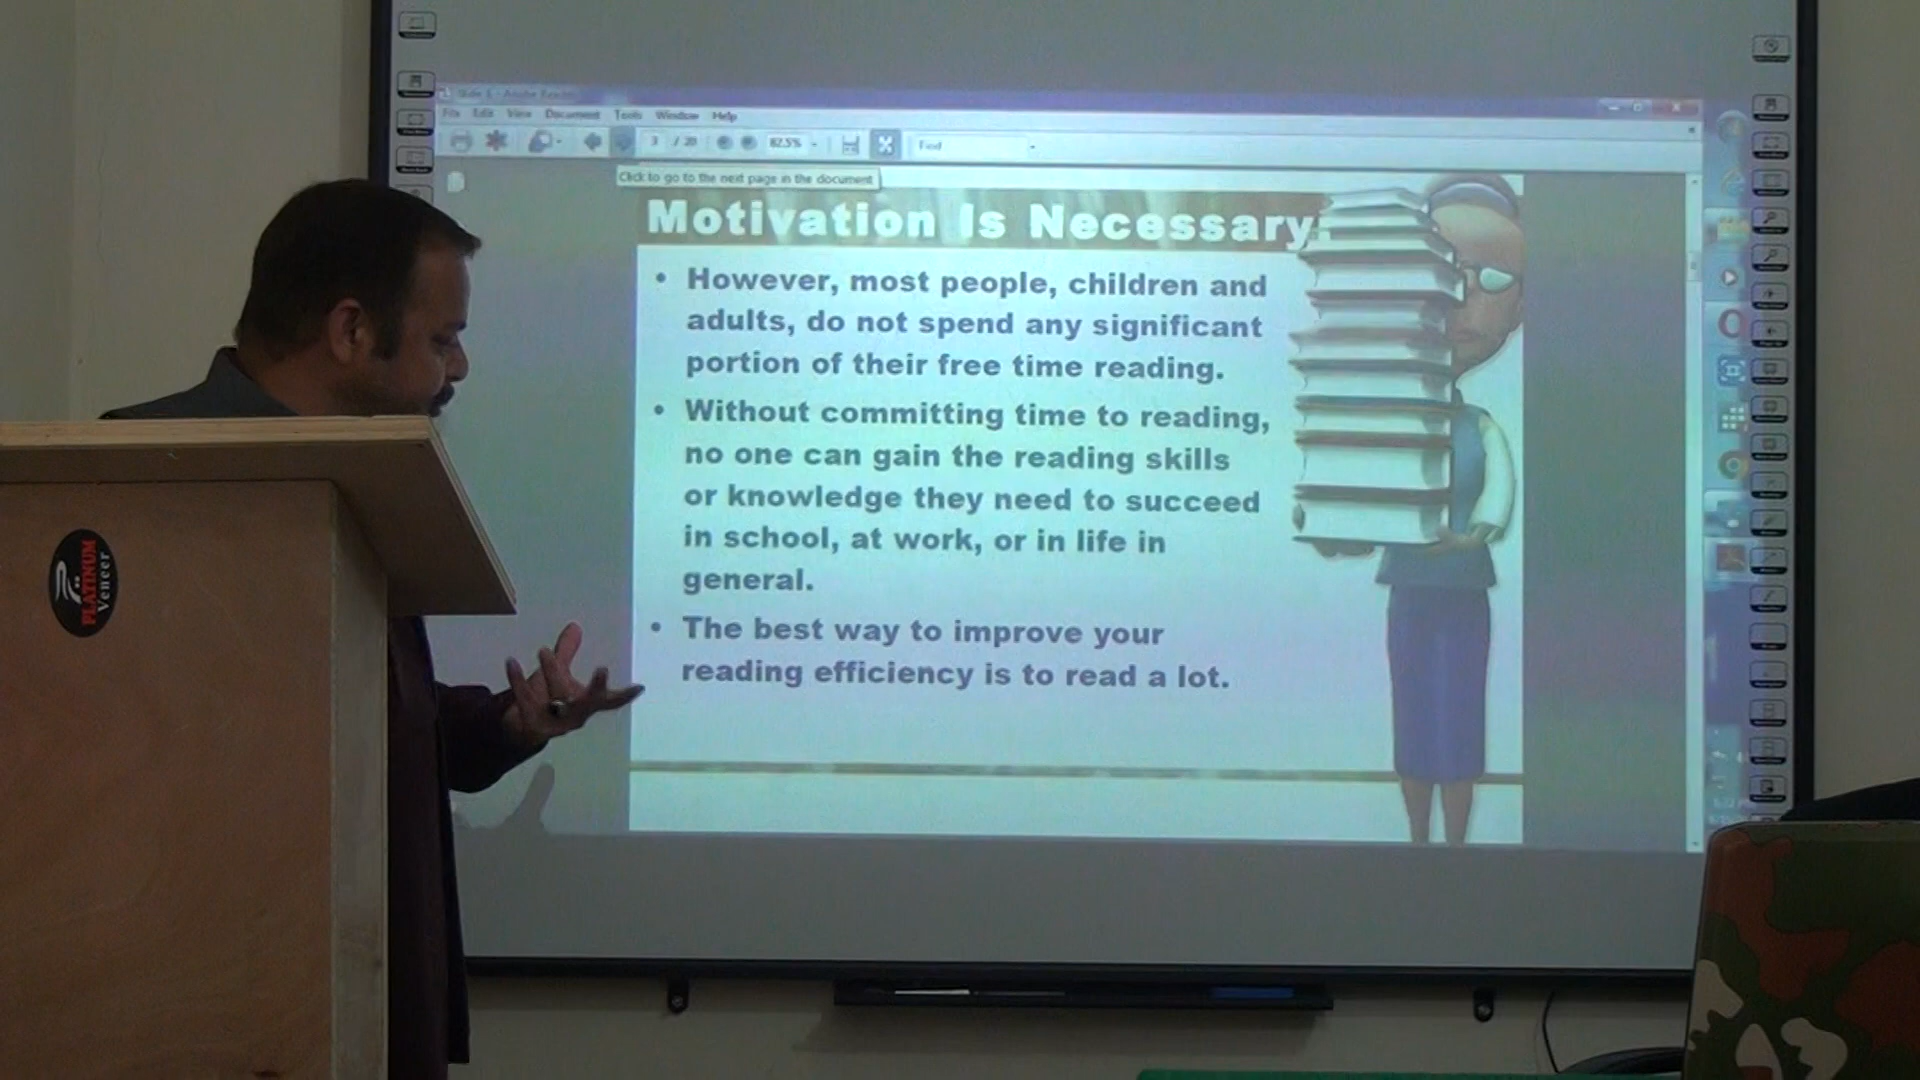 Slide 1 - Adobe Reader
File Edit View Document Tools Window Help
3 / 20 82.5% Find
Click to go to the next page in the document
Motivation Is Necessary.
• However, most people, children and
adults, do not spend any significant
portion of their free time reading.
• Without committing time to reading,
no one can gain the reading skills
or knowledge they need to succeed
in school, at work, or in life in
general.
• The best way to improve your
reading efficiency is to read a lot.
PLATINUM
Veneer